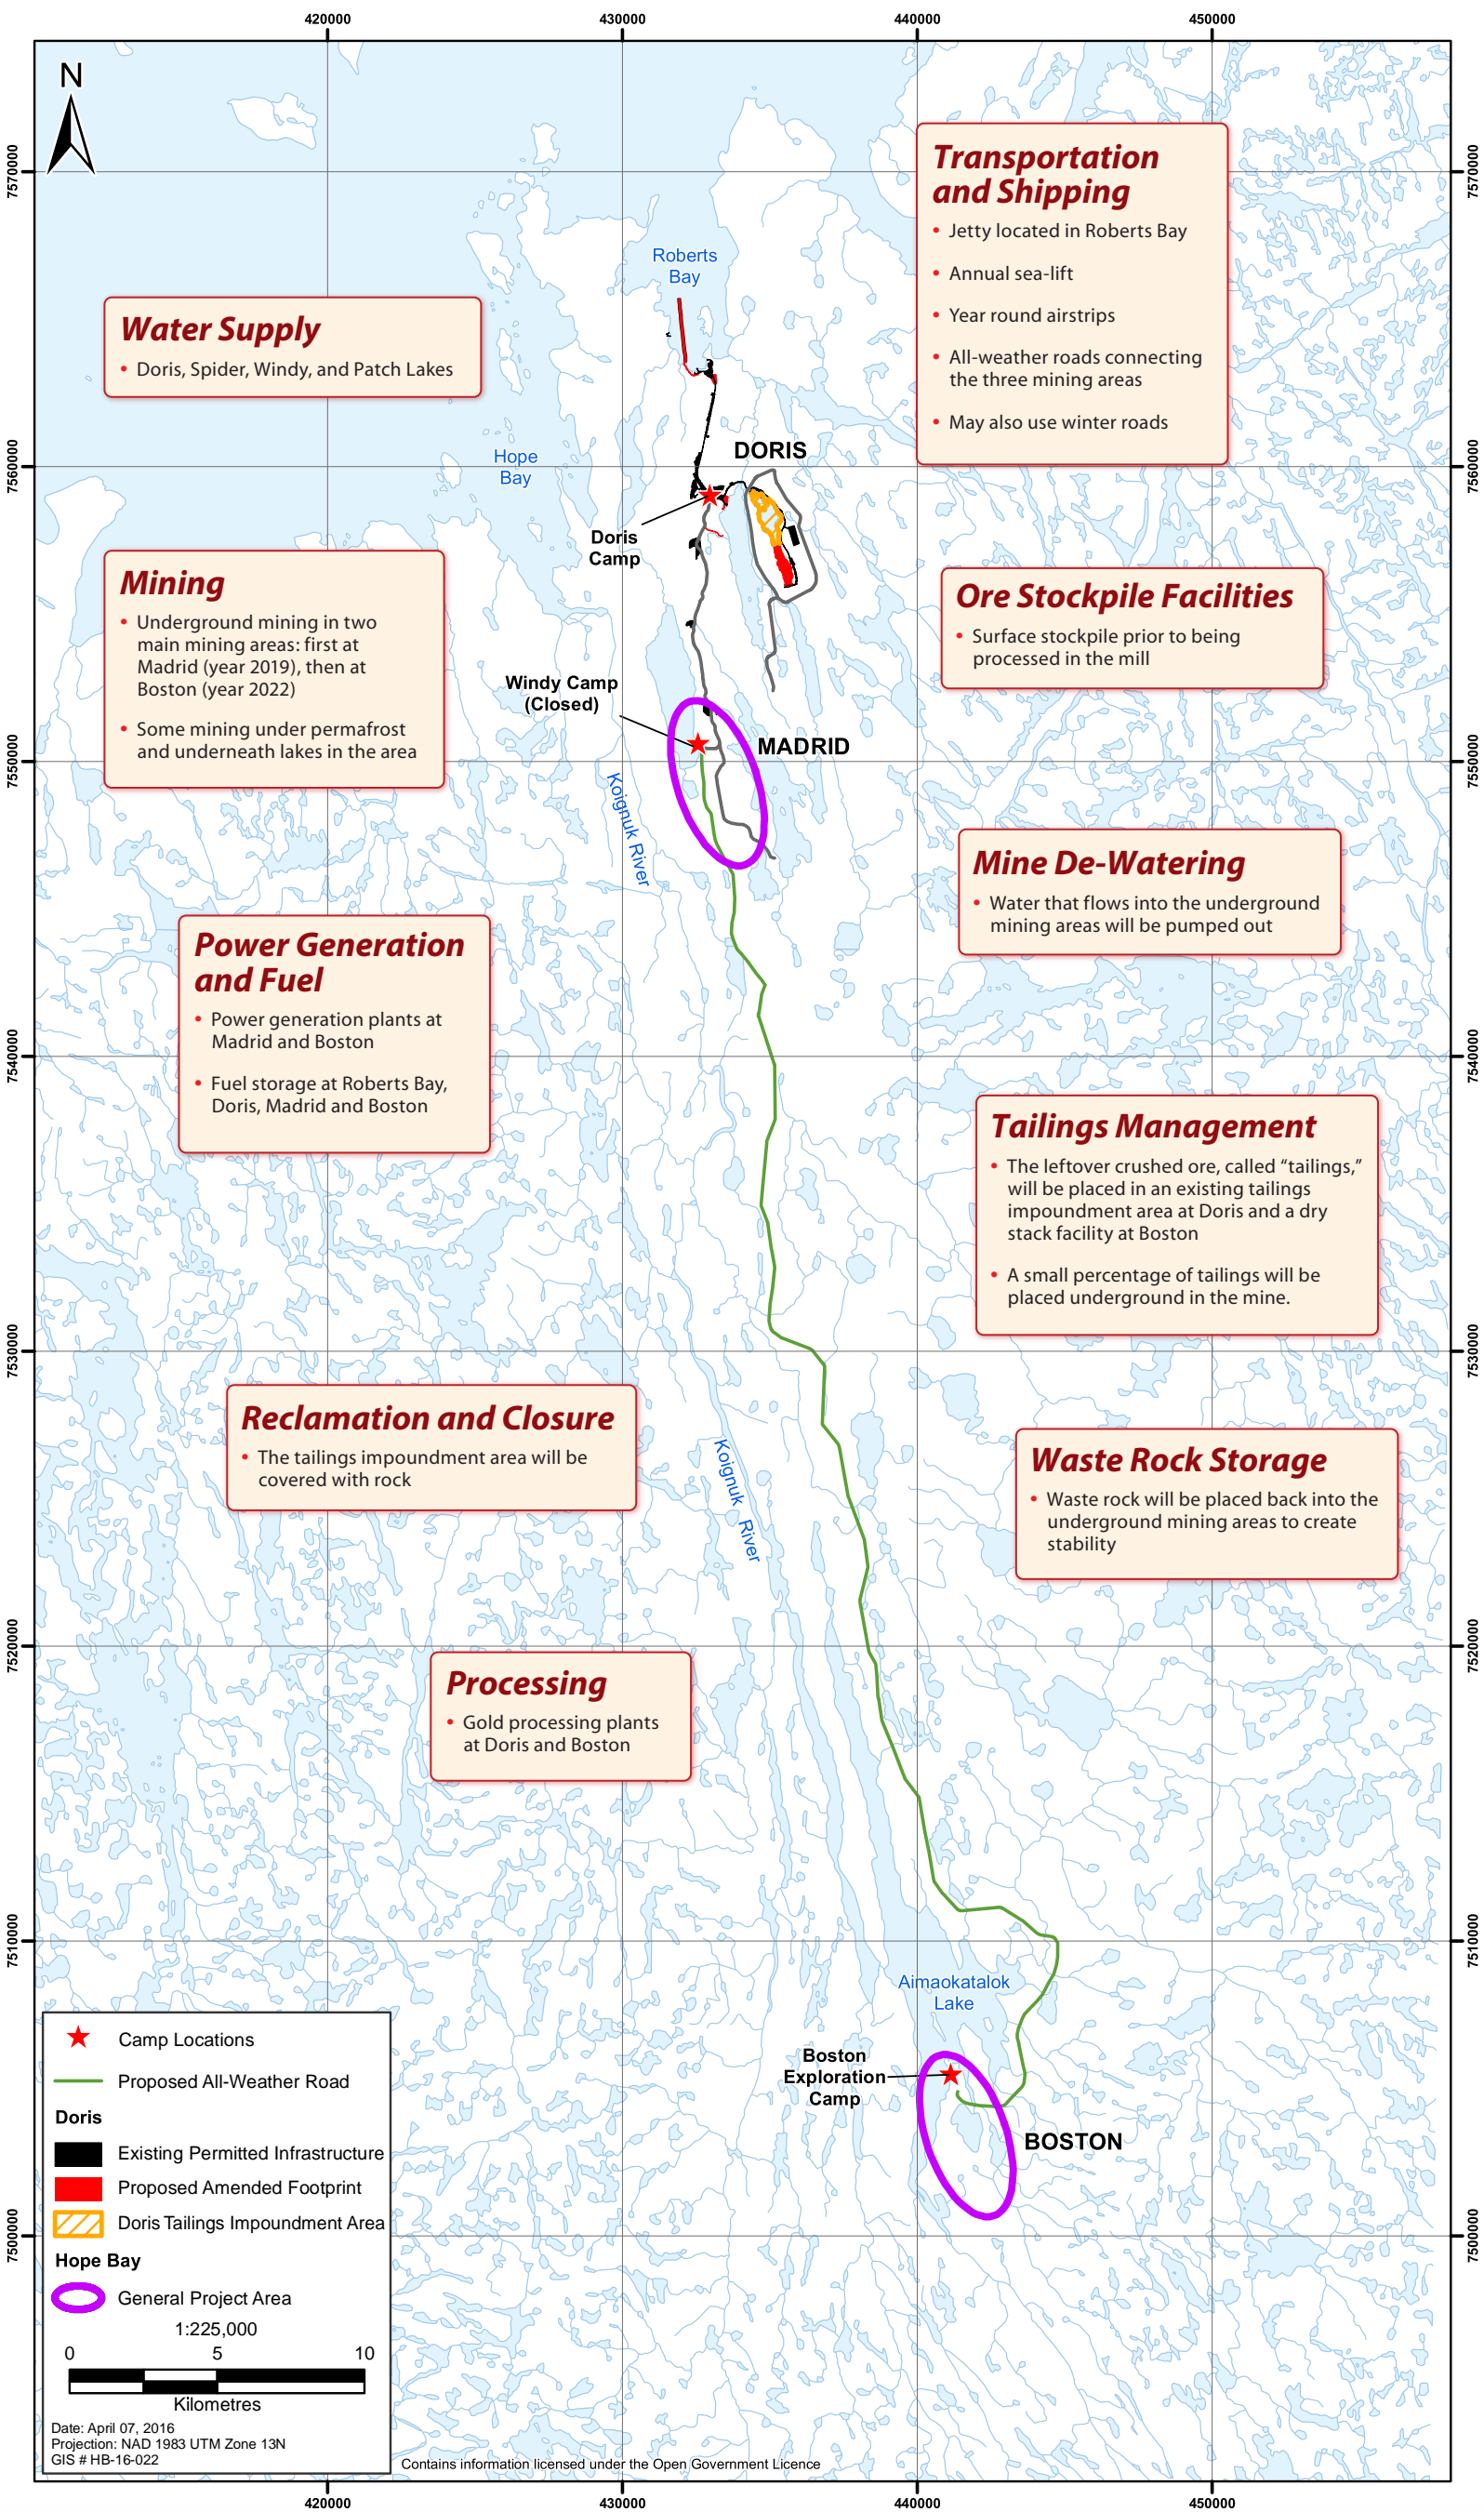 420000
430000
440000
450000
N
7570000
7570000
Transportation
and Shipping
• Jetty located in Roberts Bay
• Annual sea-lift
• Year round airstrips
• All-weather roads connecting
the three mining areas
• May also use winter roads
Roberts
Bay
Water Supply
• Doris, Spider, Windy, and Patch Lakes
DORIS
Hope
Bay
7560000
7560000
Doris
Camp
Mining
• Underground mining in two
main mining areas: first at
Madrid (year 2019), then at
Boston (year 2022)
• Some mining under permafrost
and underneath lakes in the area
Ore Stockpile Facilities
• Surface stockpile prior to being
processed in the mill
Windy Camp
(Closed)
MADRID
7550000
7550000
Koignuk River
Mine De-Watering
• Water that flows into the underground
mining areas will be pumped out
Power Generation
and Fuel
• Power generation plants at
Madrid and Boston
• Fuel storage at Roberts Bay,
Doris, Madrid and Boston
7540000
7540000
Tailings Management
• The leftover crushed ore, called “tailings,”
will be placed in an existing tailings
impoundment area at Doris and a dry
stack facility at Boston
• A small percentage of tailings will be
placed underground in the mine.
7530000
7530000
Reclamation and Closure
• The tailings impoundment area will be
covered with rock
Koignuk River
Waste Rock Storage
• Waste rock will be placed back into the
underground mining areas to create
stability
7520000
7520000
Processing
• Gold processing plants
at Doris and Boston
7510000
7510000
Aimaokatalok
Lake
Boston
Exploration
Camp
BOSTON
7500000
7500000
Camp Locations
Proposed All-Weather Road
Doris
Existing Permitted Infrastructure
Proposed Amended Footprint
Doris Tailings Impoundment Area
Hope Bay
General Project Area
1:225,000
0 5 10
Kilometres
Date: April 07, 2016
Projection: NAD 1983 UTM Zone 13N
GIS # HB-16-022
Contains information licensed under the Open Government Licence
420000
430000
440000
450000